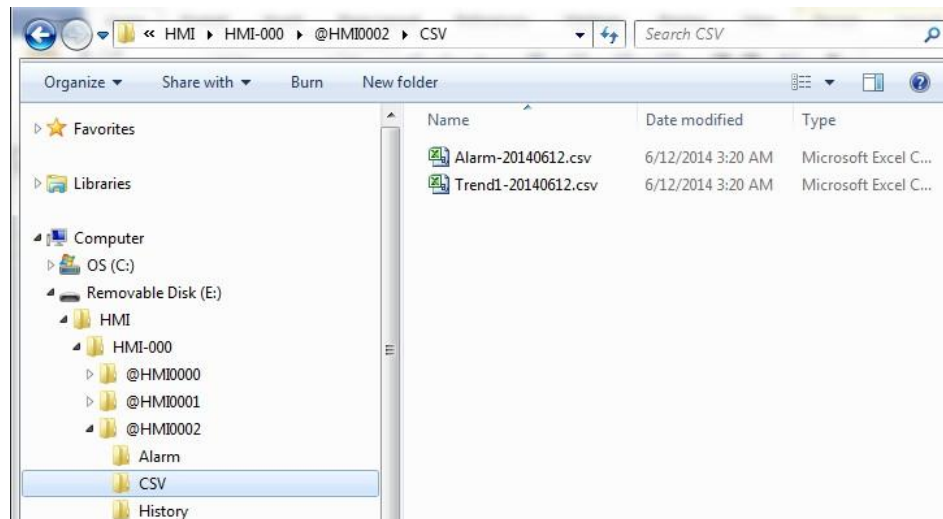 « HMI ▸ HMI-000 ▸ @HMI0002 ▸ CSV
Search CSV
Organize Share with Burn New folder
Favorites
Libraries
Computer
OS (C:)
Removable Disk (E:)
HMI
HMI-000
@HMI0000
@HMI0001
@HMI0002
Alarm
CSV
History
Name Date modified Type
Alarm-20140612.csv 6/12/2014 3:20 AM Microsoft Excel C...
Trend1-20140612.csv 6/12/2014 3:20 AM Microsoft Excel C...